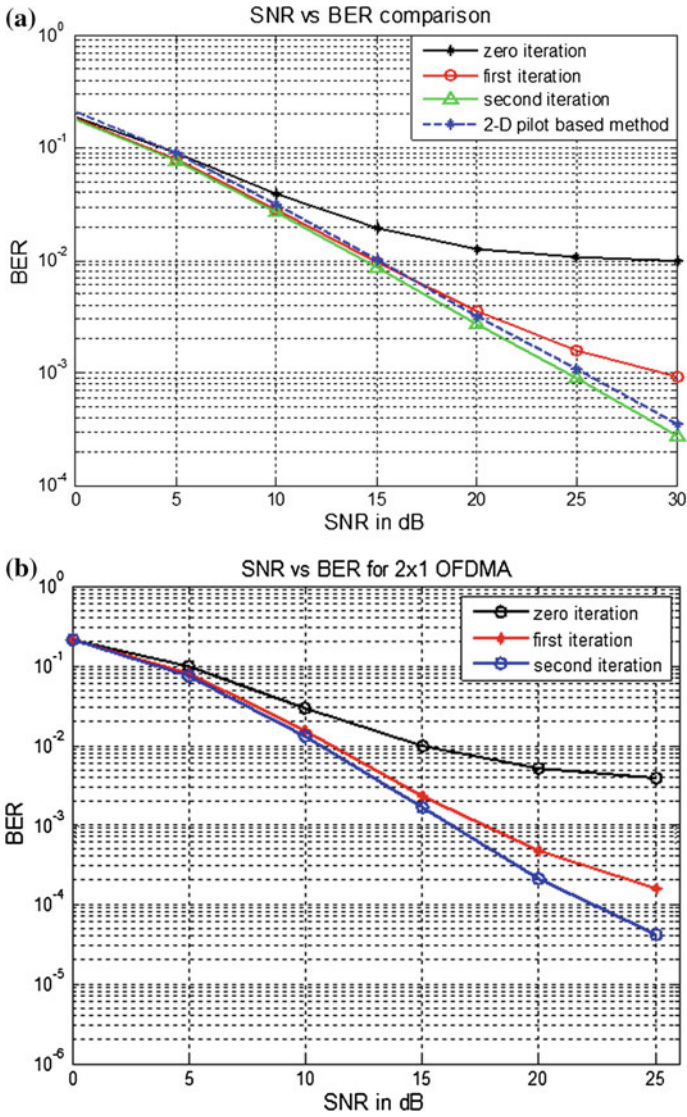 (a)
SNR vs BER comparison
zero iteration
first iteration
second iteration
2-D pilot based method
10^0
10^-1
10^-2
10^-3
10^-4
BER
0 5 10 15 20 25 30
SNR in dB
(b)
SNR vs BER for 2x1 OFDMA
zero iteration
first iteration
second iteration
10^0
10^-1
10^-2
10^-3
10^-4
10^-5
10^-6
BER
0 5 10 15 20 25
SNR in dB